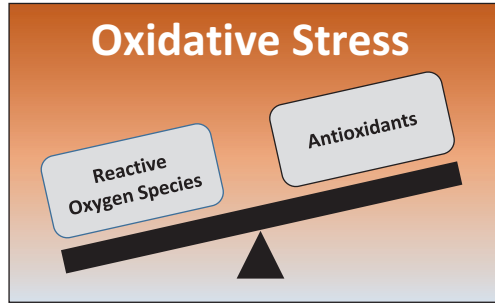 Oxidative Stress
Antioxidants
Reactive
Oxygen Species